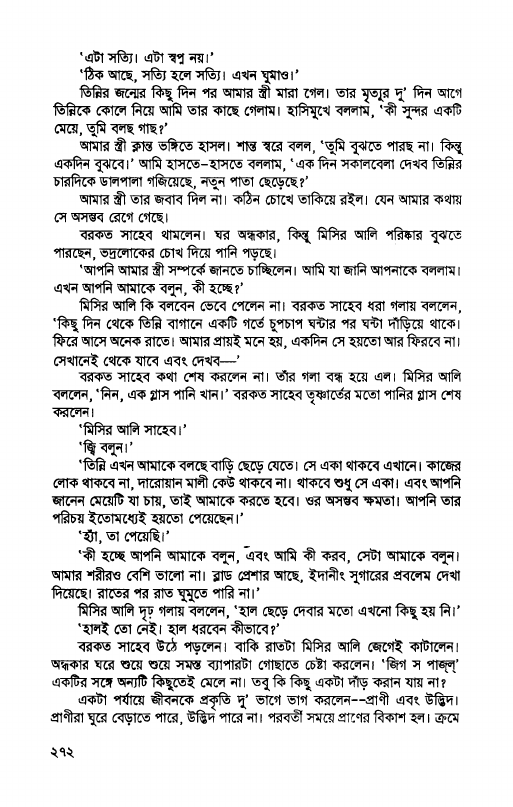 'এটা সত্যি। এটা স্বপ্ন নয়।'
'ঠিক আছে, সত্যি হলে সত্যি। এখন ঘুমাও।'
তিন্নির জন্মের কিছু দিন পর আমার স্ত্রী মারা গেল। তার মৃত্যুর দু' দিন আগে
তিন্নিকে কোলে নিয়ে আমি তার কাছে গেলাম। হাসিমুখে বললাম, 'কী সুন্দর একটি
মেয়ে, তুমি বলছ গাছ?'
আমার স্ত্রী ক্লান্ত ভঙ্গিতে হাসল। শান্ত স্বরে বলল, 'তুমি বুঝতে পারছ না। কিন্তু
একদিন বুঝবে।' আমি হাসতে-হাসতে বললাম, 'এক দিন সকালবেলা দেখব তিন্নির
চারদিকে ডালপালা গজিয়েছে, নতুন পাতা ছেড়েছে?'
আমার স্ত্রী তার জবাব দিল না। কঠিন চোখে তাকিয়ে রইল। যেন আমার কথায়
সে অসম্ভব রেগে গেছে।
বরকত সাহেব থামলেন। ঘর অন্ধকার, কিন্তু মিসির আলি পরিষ্কার বুঝতে
পারছেন, ভদ্রলোকের চোখ দিয়ে পানি পড়ছে।
'আপনি আমার স্ত্রী সম্পর্কে জানতে চাচ্ছিলেন। আমি যা জানি আপনাকে বললাম।
এখন আপনি আমাকে বলুন, কী হচ্ছে?'
মিসির আলি কি বলবেন ভেবে পেলেন না। বরকত সাহেব ধরা গলায় বললেন,
'কিছু দিন থেকে তিন্নি বাগানে একটি গর্তে চুপচাপ ঘন্টার পর ঘন্টা দাঁড়িয়ে থাকে।
ফিরে আসে অনেক রাতে। আমার প্রায়ই মনে হয়, একদিন সে হয়তো আর ফিরবে না।
সেখানেই থেকে যাবে এবং দেখব—'
বরকত সাহেব কথা শেষ করলেন না। তাঁর গলা বন্ধ হয়ে এল। মিসির আলি
বললেন, 'নিন, এক গ্লাস পানি খান।' বরকত সাহেব তৃষ্ণার্তের মতো পানির গ্লাস শেষ
করলেন।
'মিসির আলি সাহেব।'
'জ্বি বলুন।'
'তিন্নি এখন আমাকে বলছে বাড়ি ছেড়ে যেতে। সে একা থাকবে এখানে। কাজের
লোক থাকবে না, দারোয়ান মালী কেউ থাকবে না। থাকবে শুধু সে একা। এবং আপনি
জানেন মেয়েটি যা চায়, তাই আমাকে করতে হবে। ওর অসম্ভব ক্ষমতা। আপনি তার
পরিচয় ইতোমধ্যেই হয়তো পেয়েছেন।'
'হ্যাঁ, তা পেয়েছি।'
'কী হচ্ছে আপনি আমাকে বলুন, এবং আমি কী করব, সেটা আমাকে বলুন।
আমার শরীরও বেশি ভালো না। ব্লাড প্রেশার আছে, ইদানীং সুগারের প্রবলেম দেখা
দিয়েছে। রাতের পর রাত ঘুমুতে পারি না।'
মিসির আলি দৃঢ় গলায় বললেন, 'হাল ছেড়ে দেবার মতো এখনো কিছু হয় নি।'
'হালই তো নেই। হাল ধরবেন কীভাবে?'
বরকত সাহেব উঠে পড়লেন। বাকি রাতটা মিসির আলি জেগেই কাটালেন।
অন্ধকার ঘরে শুয়ে শুয়ে সমস্ত ব্যাপারটা গোছাতে চেষ্টা করলেন। 'জিগ স পাজ্‌ল্'
একটির সঙ্গে অন্যটি কিছুতেই মেলে না। তবু কি কিছু একটা দাঁড় করান যায় না?
একটা পর্যায়ে জীবনকে প্রকৃতি দু' ভাগে ভাগ করলেন--প্রাণী এবং উদ্ভিদ।
প্রাণীরা ঘুরে বেড়াতে পারে, উদ্ভিদ পারে না। পরবর্তী সময়ে প্রাণের বিকাশ হল। ক্রমে
২৭২